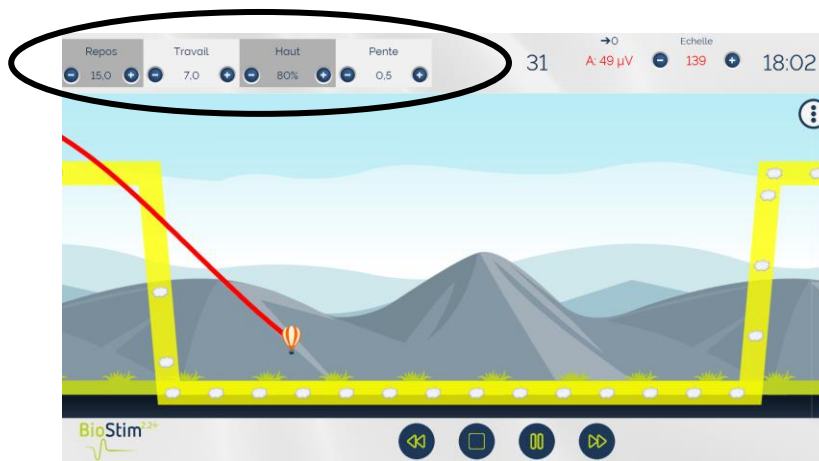 Repos Travail Haut Pente
15,0 7,0 80% 0,5
31
→0
A: 49 µV
Echelle
139
18:02
BioStim 2.2+